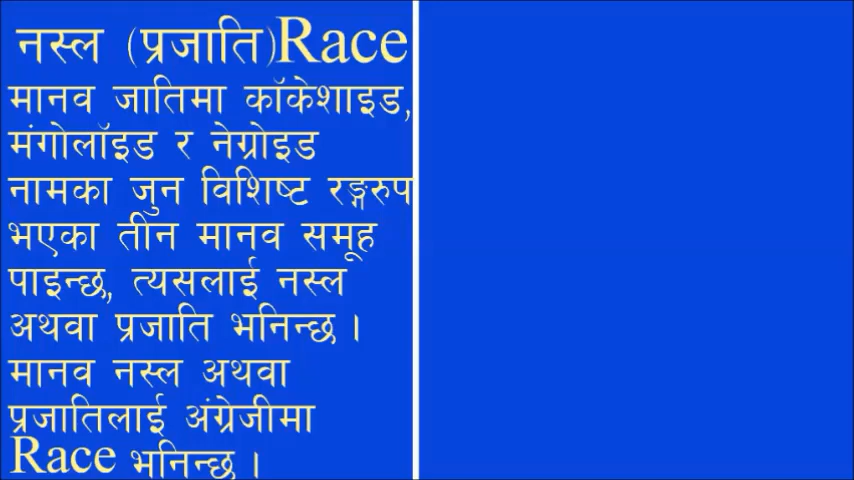 नस्ल (प्रजाति)Race
मानव जातिमा कॉकेशाइड,
मंगोलॉइड र नेग्रोइड
नामका जुन विशिष्ट रङ्गरुप
भएका तीन मानव समूह
पाइन्छ, त्यसलाई नस्ल
अथवा प्रजाति भनिन्छ ।
मानव नस्ल अथवा
प्रजातिलाई अंग्रेजीमा
Race भनिन्छ ।